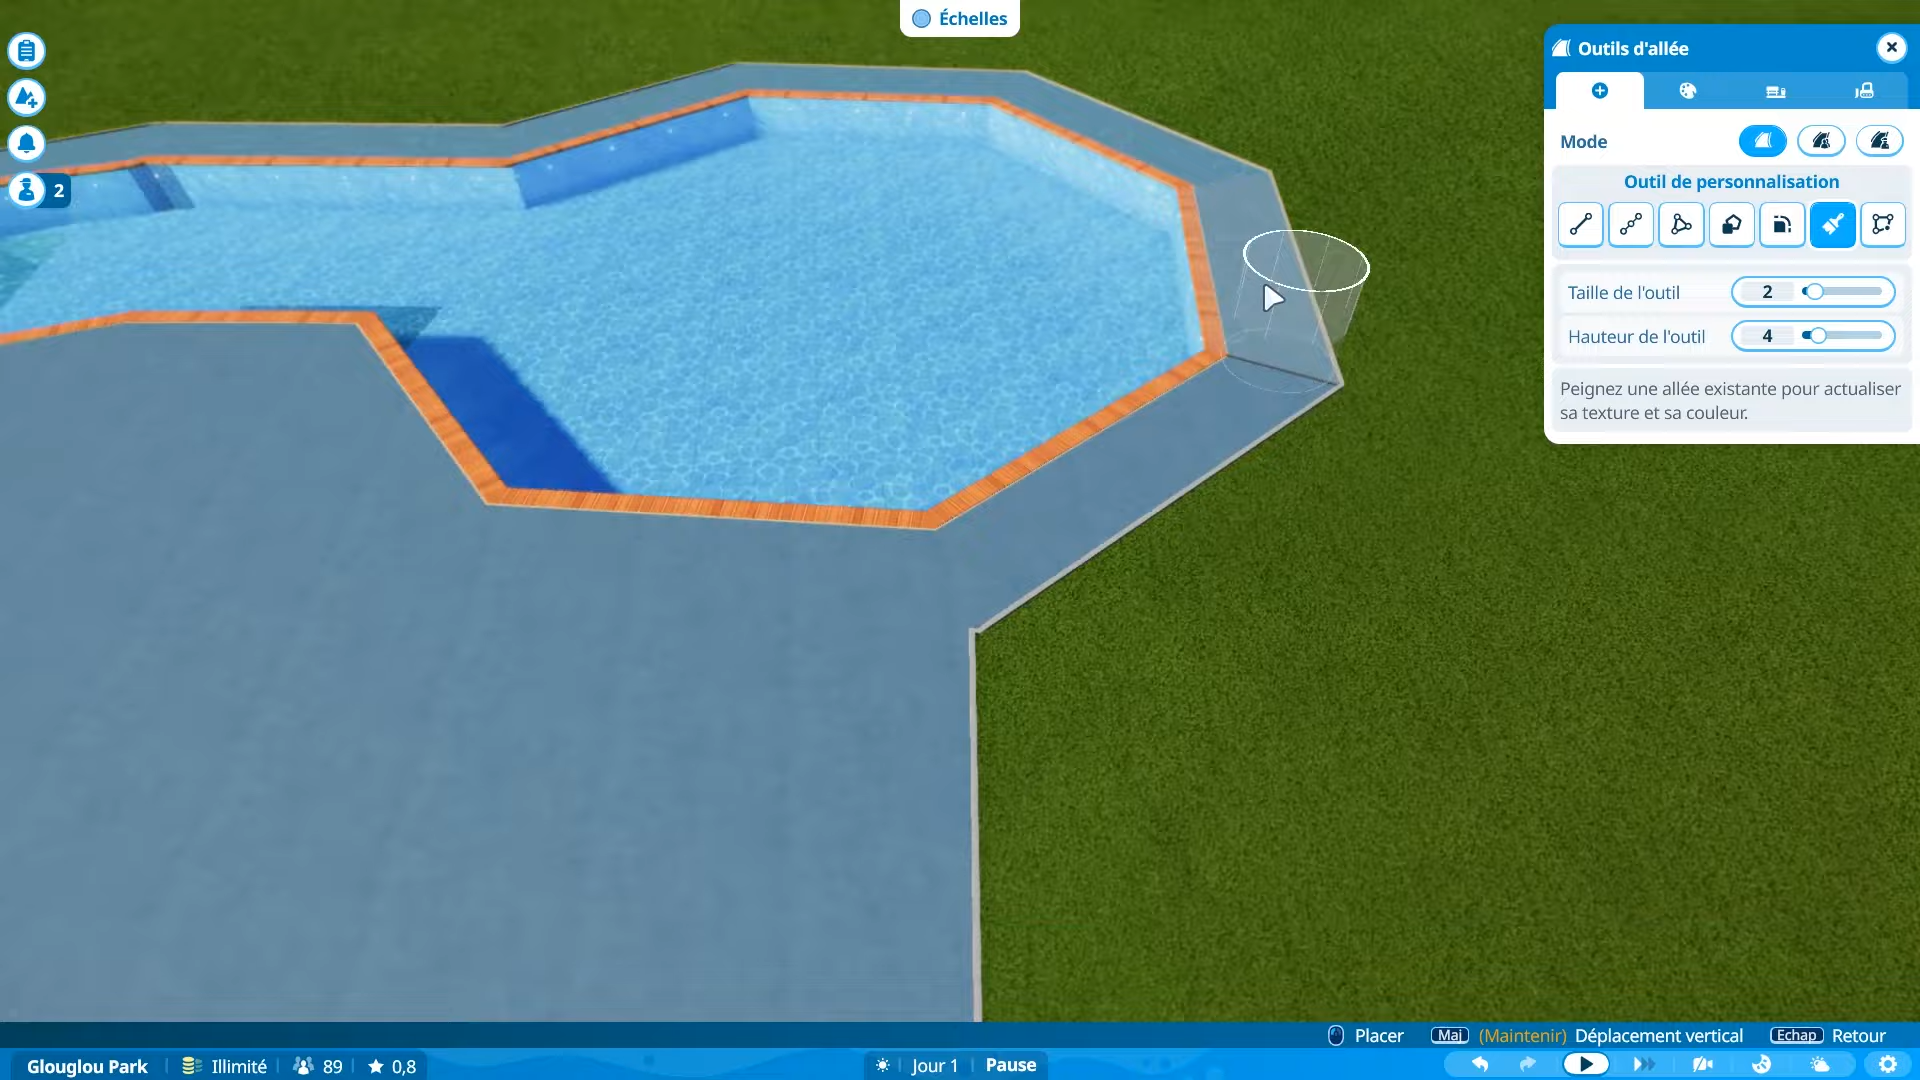 Échelles
2
Outils d'allée
Mode
Outil de personnalisation
Taille de l'outil 2
Hauteur de l'outil 4
Peignez une allée existante pour actualiser
sa texture et sa couleur.
Placer Maj (Maintenir) Déplacement vertical Echap Retour
Glouglou Park Illimité 89 0,8 Jour 1 Pause